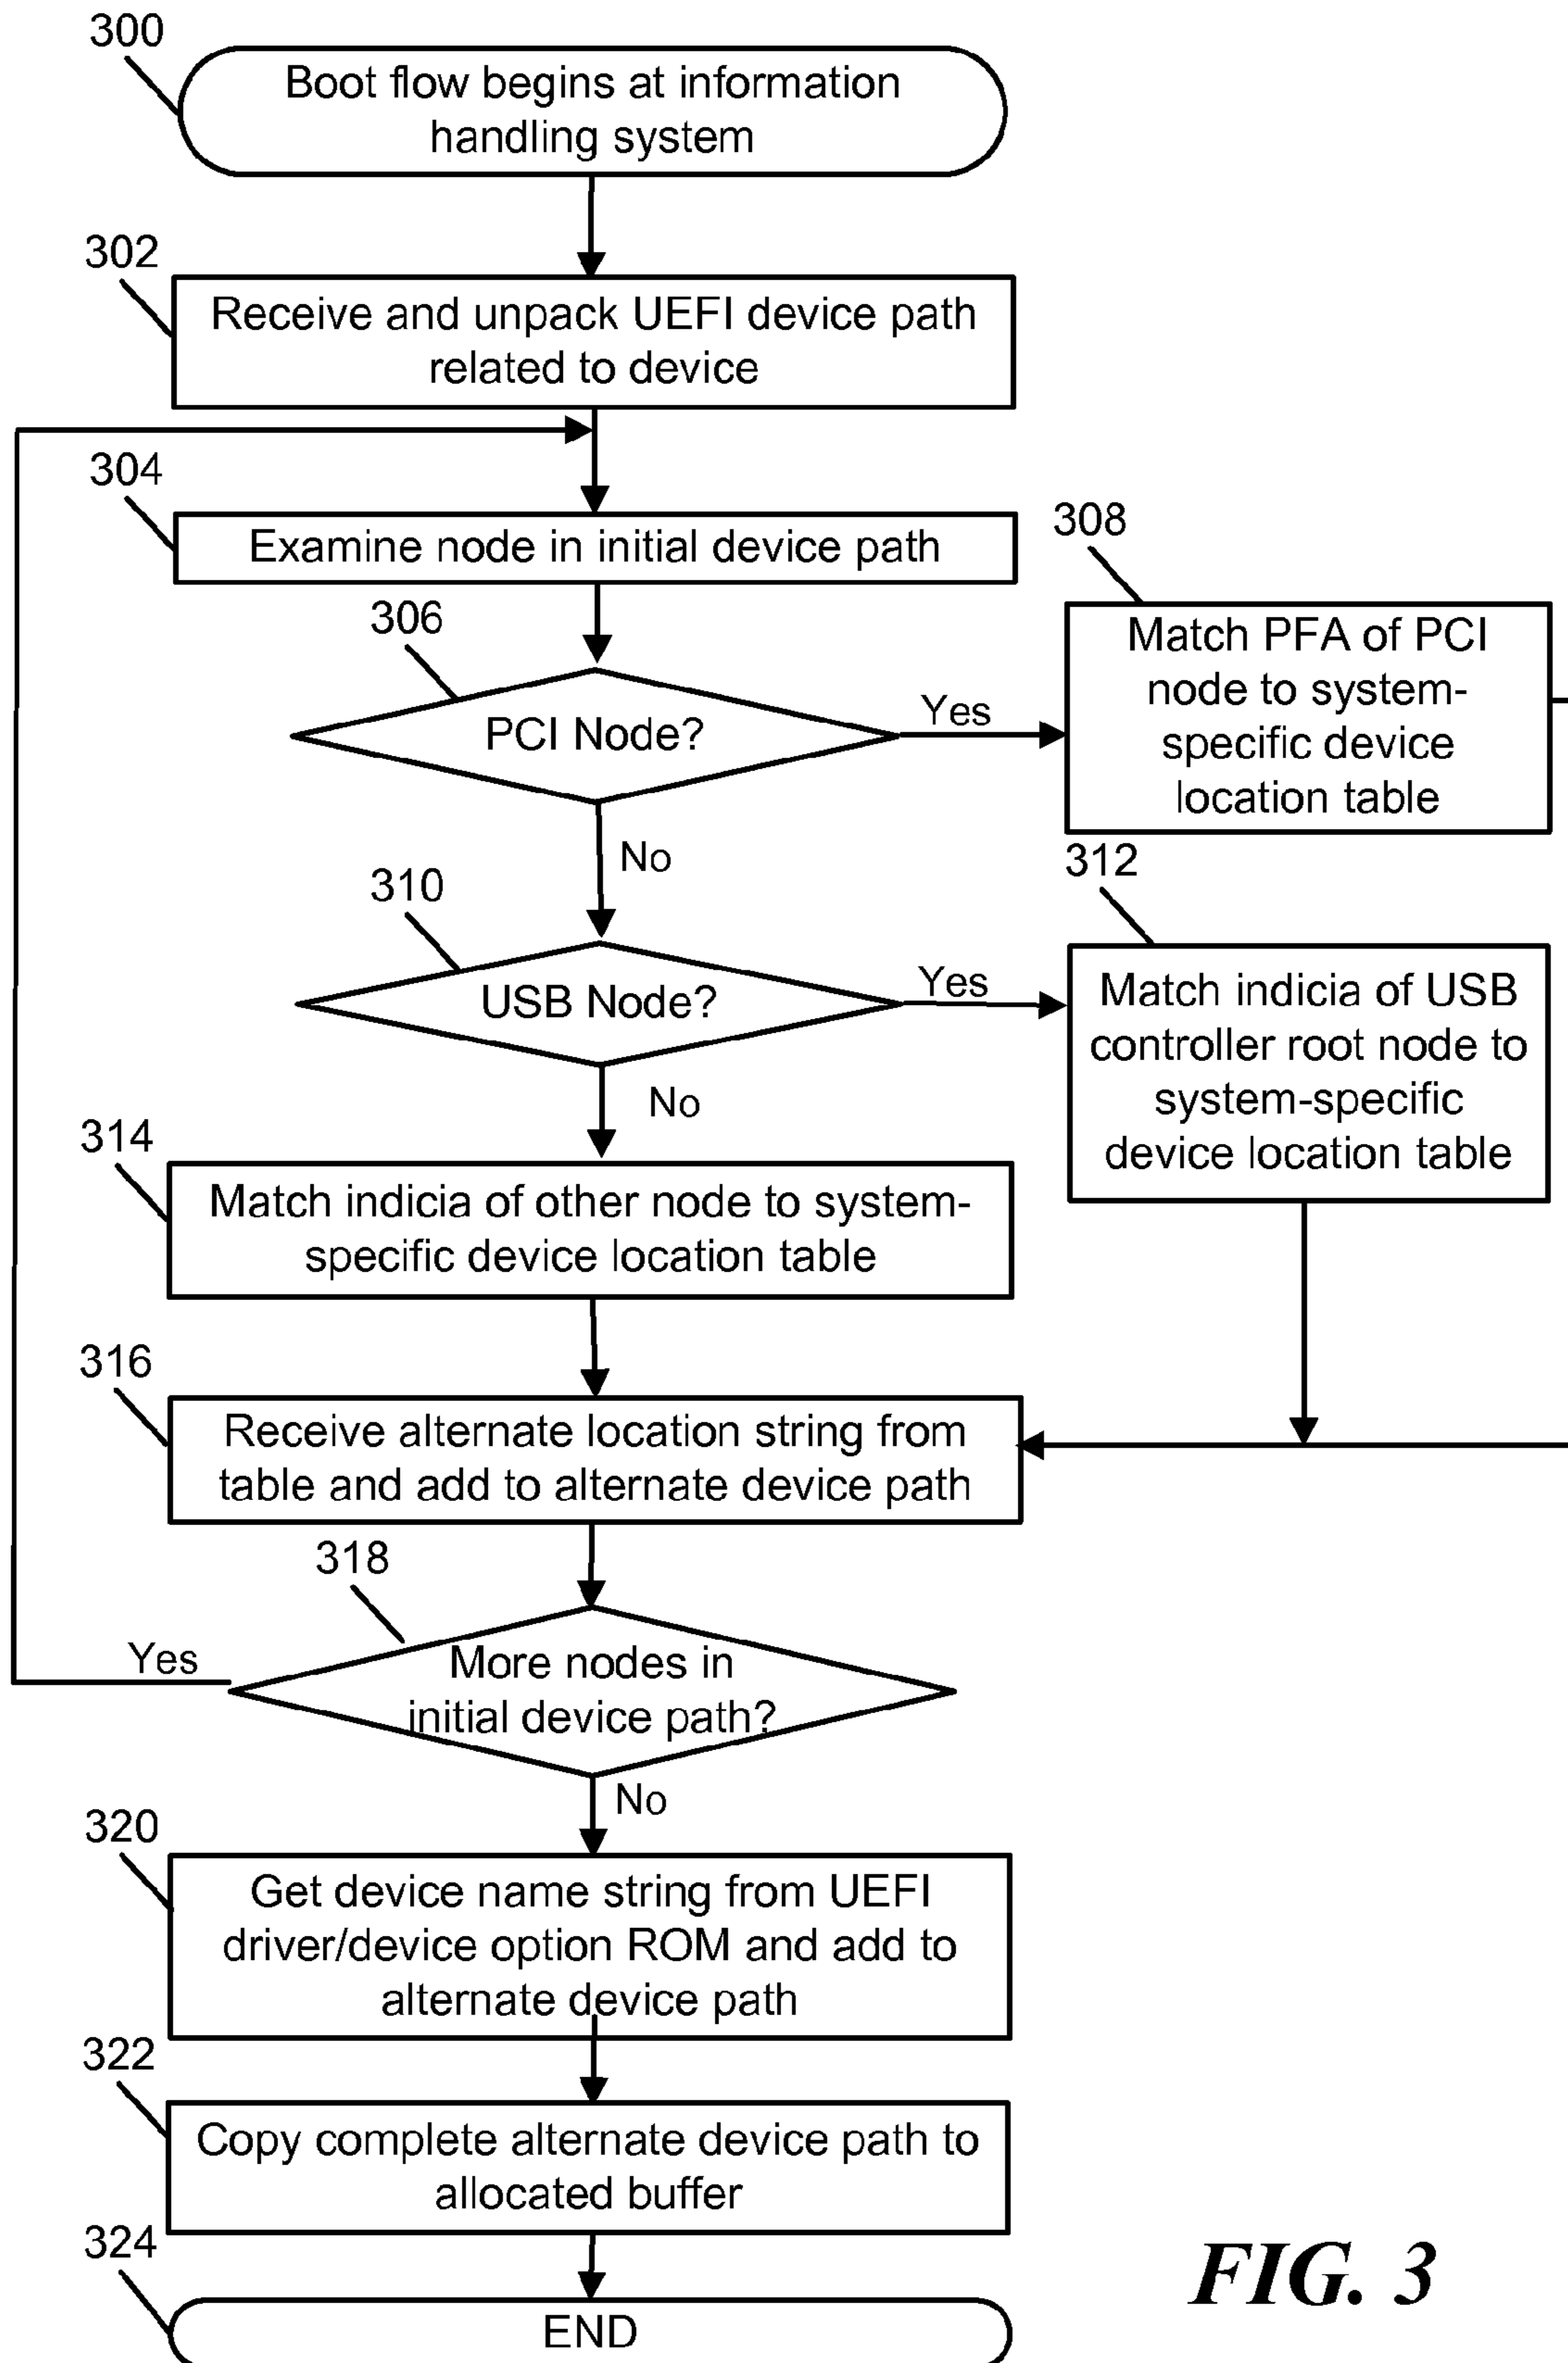 300
Boot flow begins at information
handling system
302
Receive and unpack UEFI device path
related to device
304
Examine node in initial device path
306
PCI Node?
Yes
308
Match PFA of PCI
node to system-
specific device
location table
No
310
USB Node?
Yes
312
Match indicia of USB
controller root node to
system-specific
device location table
No
314
Match indicia of other node to system-
specific device location table
316
Receive alternate location string from
table and add to alternate device path
318
More nodes in
initial device path?
Yes
No
320
Get device name string from UEFI
driver/device option ROM and add to
alternate device path
322
Copy complete alternate device path to
allocated buffer
324
END
FIG. 3